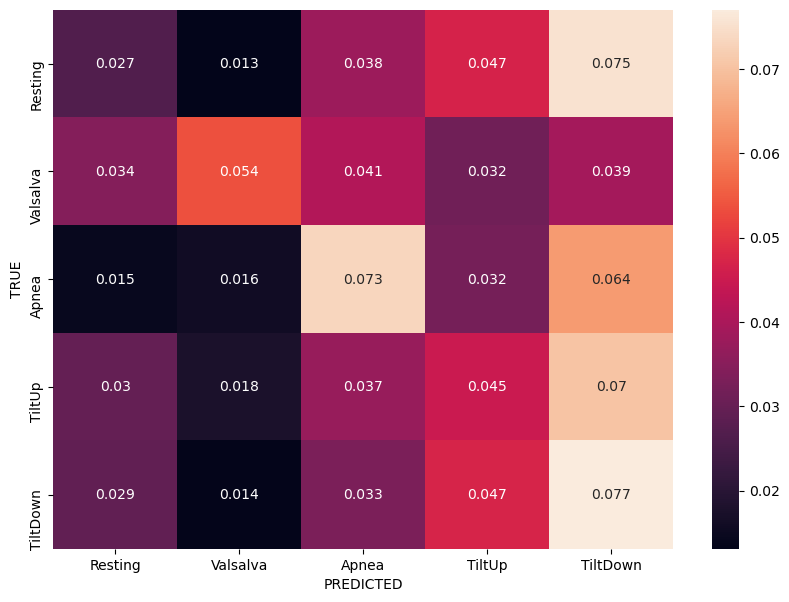 Resting 0.027 0.013 0.038 0.047 0.075
Valsalva 0.034 0.054 0.041 0.032 0.039
Apnea 0.015 0.016 0.073 0.032 0.064
TiltUp 0.03 0.018 0.037 0.045 0.07
TiltDown 0.029 0.014 0.033 0.047 0.077
Resting Valsalva Apnea TiltUp TiltDown
PREDICTED
TRUE
0.07
0.06
0.05
0.04
0.03
0.02